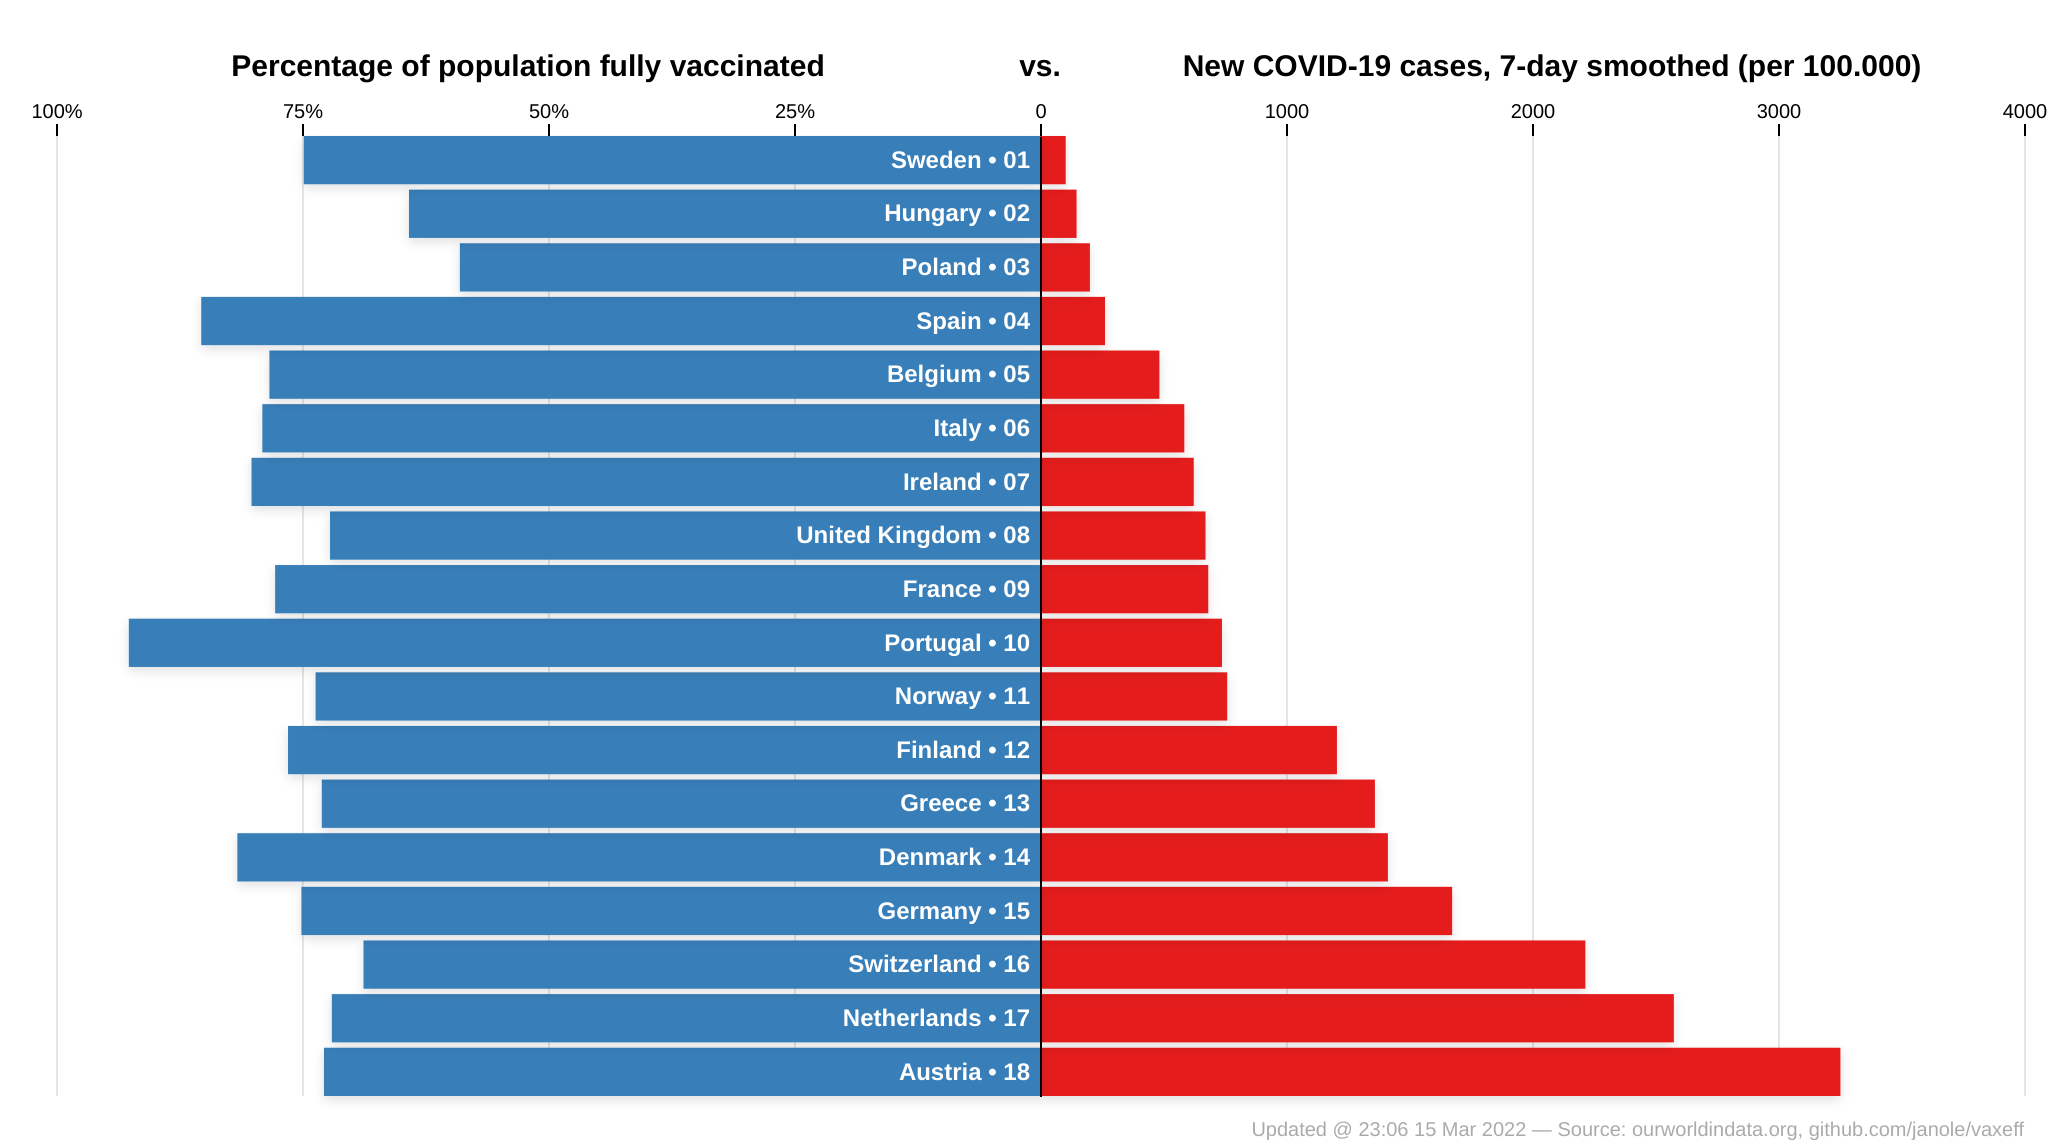 Percentage of population fully vaccinated vs. New COVID-19 cases, 7-day smoothed (per 100.000)
100% 75% 50% 25% 0 1000 2000 3000 4000
Sweden • 01
Hungary • 02
Poland • 03
Spain • 04
Belgium • 05
Italy • 06
Ireland • 07
United Kingdom • 08
France • 09
Portugal • 10
Norway • 11
Finland • 12
Greece • 13
Denmark • 14
Germany • 15
Switzerland • 16
Netherlands • 17
Austria • 18
Updated @ 23:06 15 Mar 2022 — Source: ourworldindata.org, github.com/janole/vaxeff